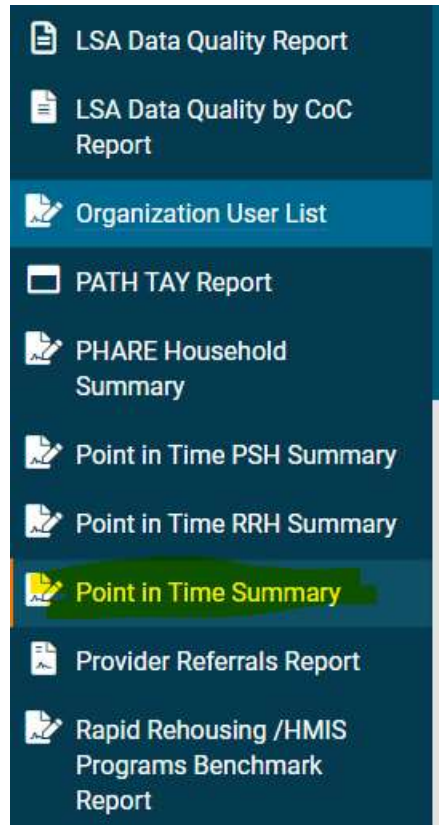 LSA Data Quality Report
LSA Data Quality by CoC
Report
Organization User List
PATH TAY Report
PHARE Household
Summary
Point in Time PSH Summary
Point in Time RRH Summary
Point in Time Summary
Provider Referrals Report
Rapid Rehousing /HMIS
Programs Benchmark
Report